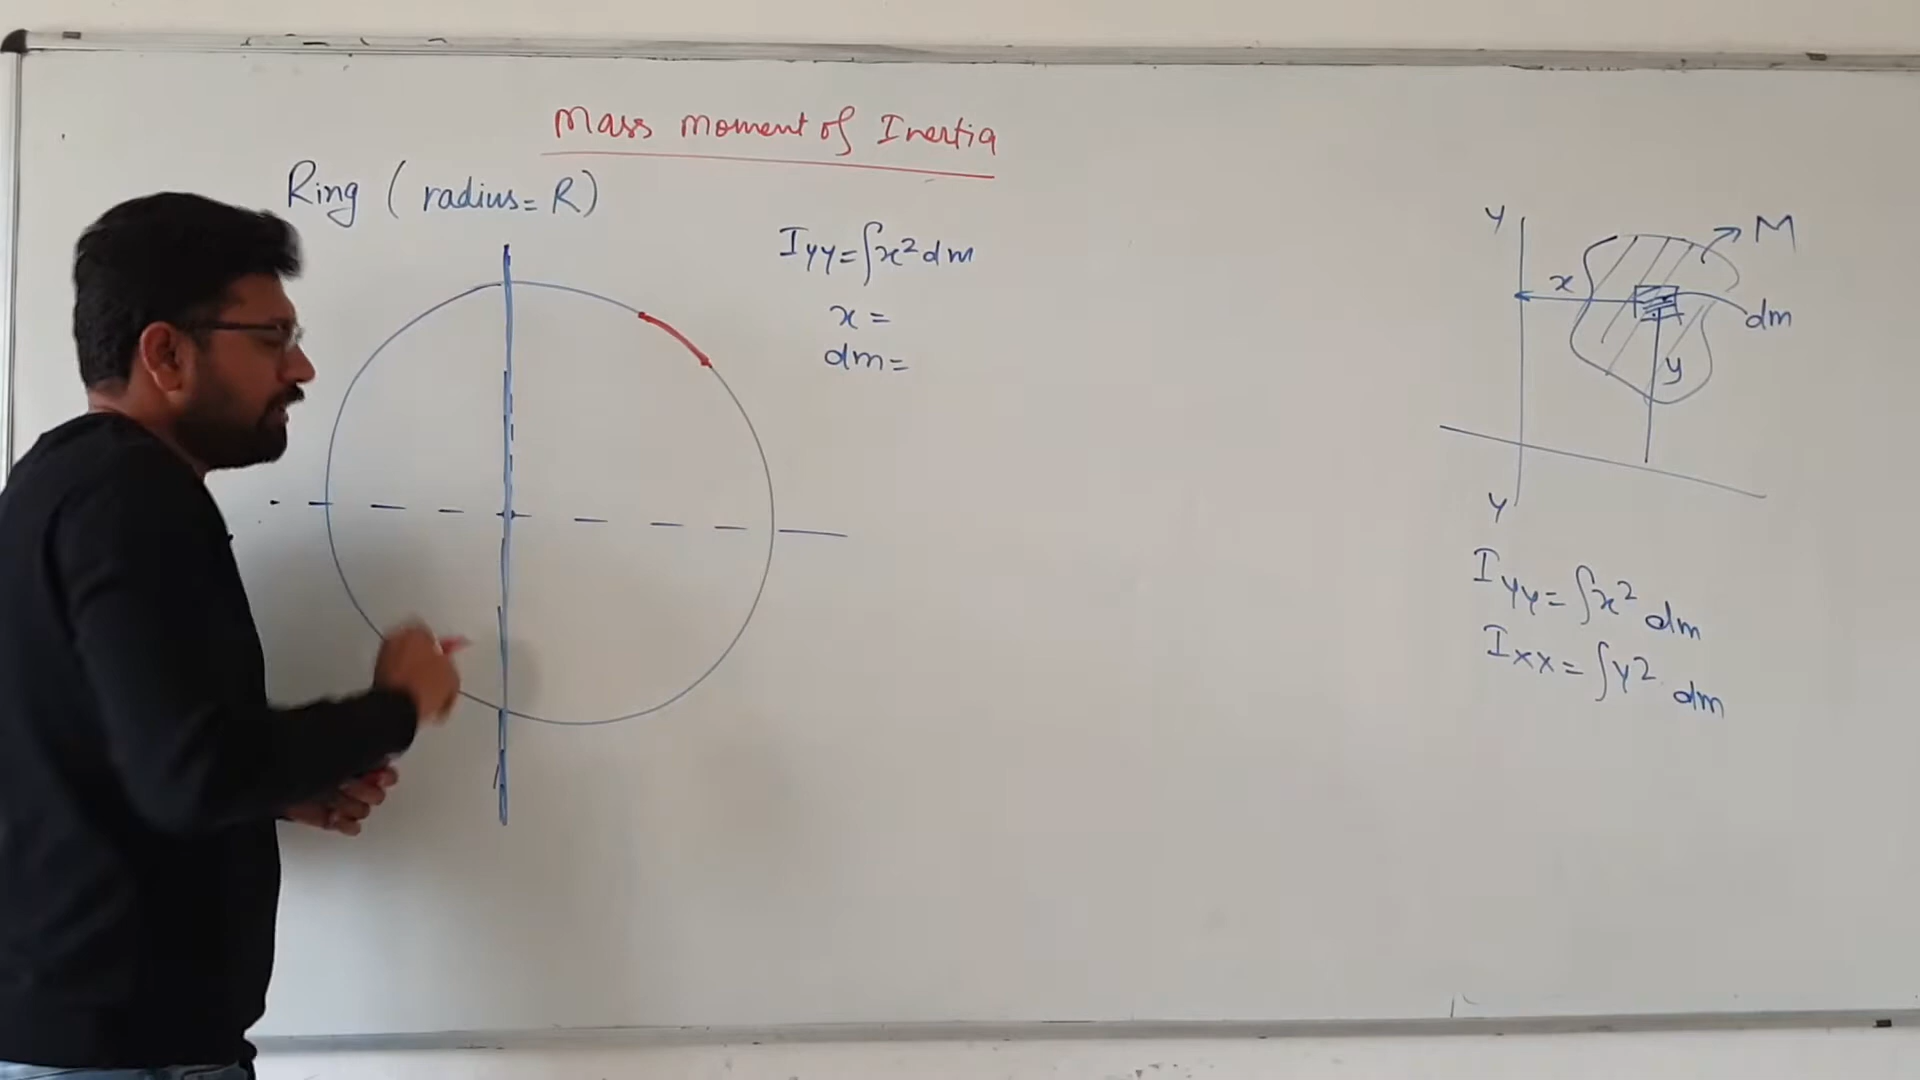 Mass moment of Inertia
Ring ( radius = R )
Iyy = ∫x² dm
x =
dm =
Y
M
x
dm
y
Y
Iyy = ∫x² dm
Ixx = ∫y² dm